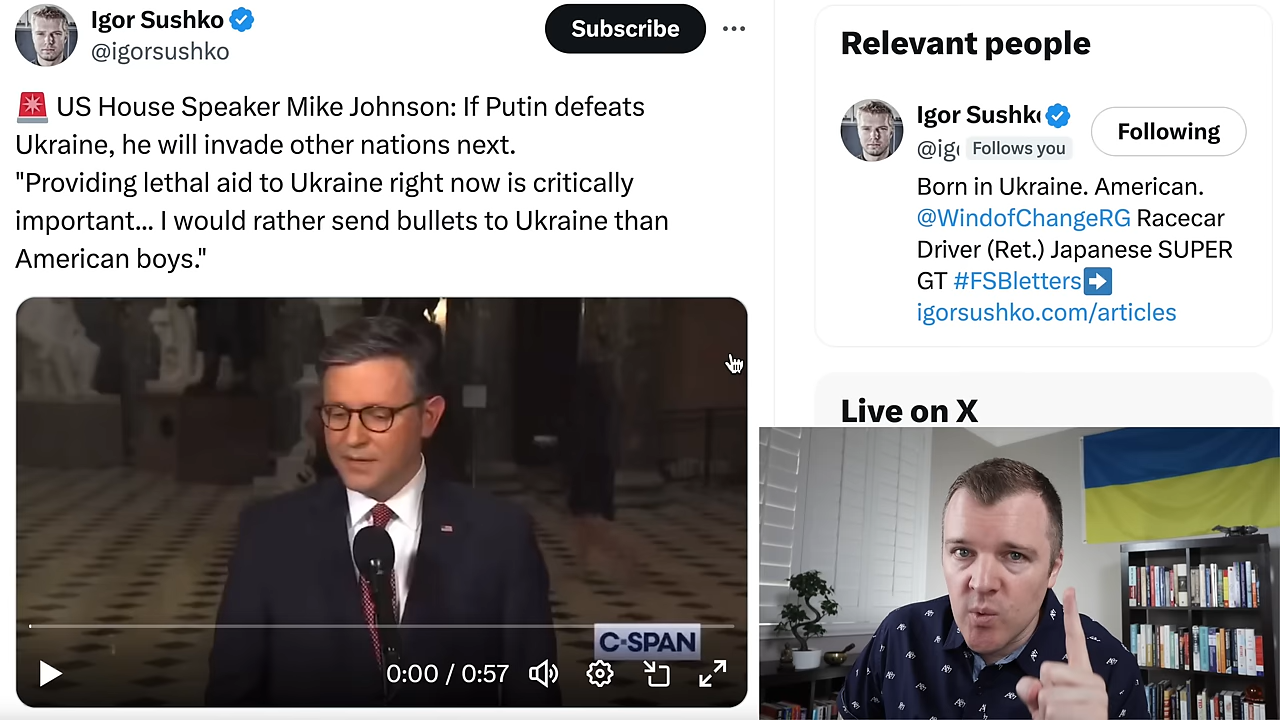 Igor Sushko
@igorsushko
Subscribe
🚨 US House Speaker Mike Johnson: If Putin defeats
Ukraine, he will invade other nations next.
"Providing lethal aid to Ukraine right now is critically
important... I would rather send bullets to Ukraine than
American boys."
C-SPAN
0:00 / 0:57
Relevant people
Igor Sushk
@ig
Follows you
Following
Born in Ukraine. American.
@WindofChangeRG Racecar
Driver (Ret.) Japanese SUPER
GT #FSBletters➡️
igorsushko.com/articles
Live on X